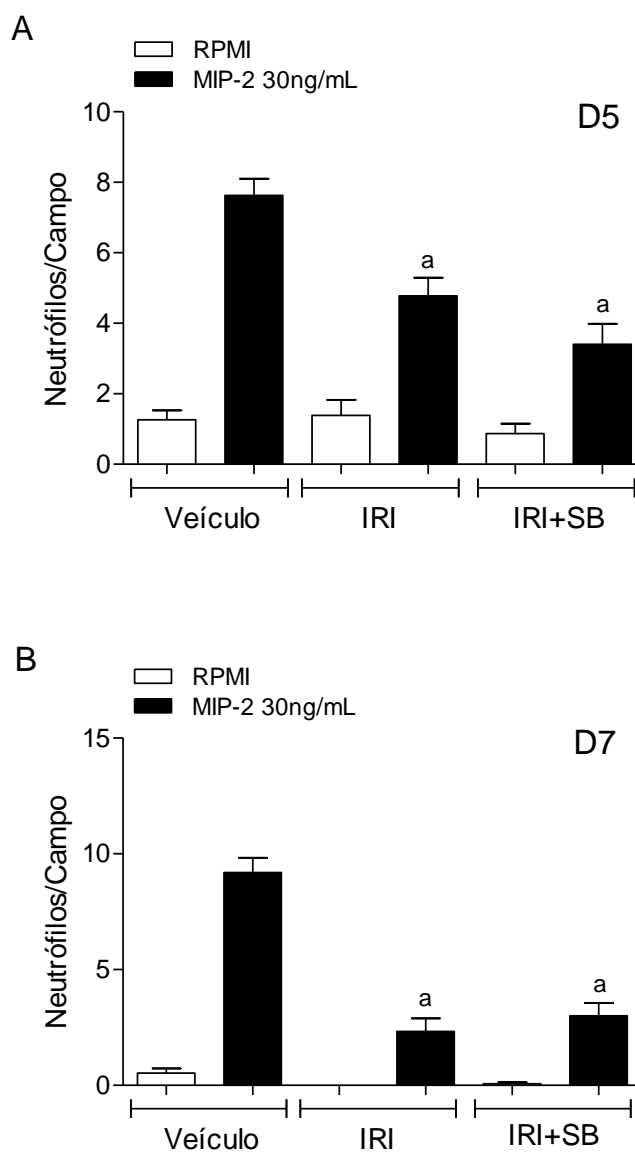 A
RPMI
MIP-2 30ng/mL
D5
Neutrófilos/Campo
10
8
6
4
2
0
a
a
Veículo
IRI
IRI+SB
B
RPMI
MIP-2 30ng/mL
D7
Neutrófilos/Campo
15
10
5
0
a
a
Veículo
IRI
IRI+SB